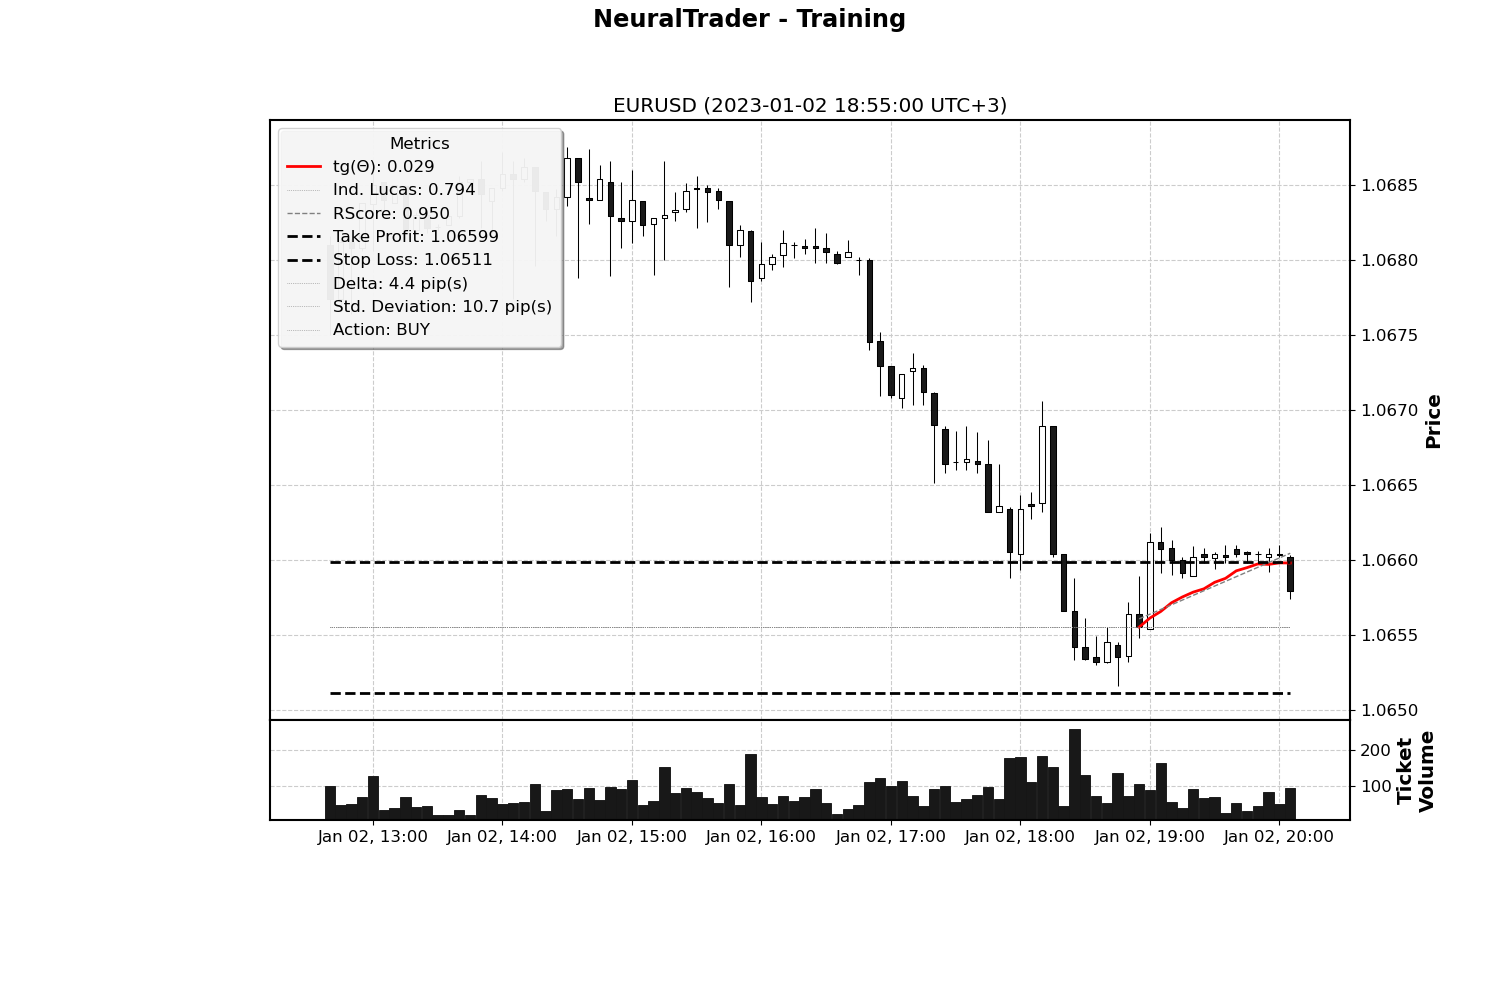 NeuralTrader - Training
EURUSD (2023-01-02 18:55:00 UTC+3)
Metrics
tg(Θ): 0.029
Ind. Lucas: 0.794
RScore: 0.950
Take Profit: 1.06599
Stop Loss: 1.06511
Delta: 4.4 pip(s)
Std. Deviation: 10.7 pip(s)
Action: BUY
1.0685
1.0680
1.0675
1.0670
1.0665
1.0660
1.0655
1.0650
Price
200
100
Ticket
Volume
Jan 02, 13:00
Jan 02, 14:00
Jan 02, 15:00
Jan 02, 16:00
Jan 02, 17:00
Jan 02, 18:00
Jan 02, 19:00
Jan 02, 20:00